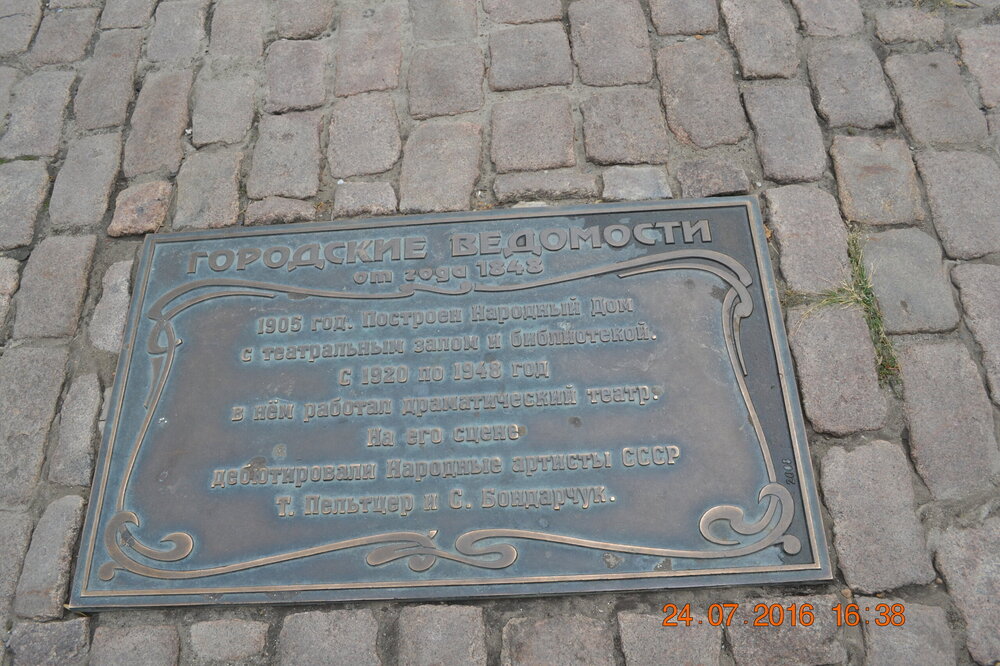 ГОРОДСКИЕ ВЕДОМОСТИ
от года 1848
1905 год. Построен Народный Дом
с театральным залом и библиотекой.
С 1920 по 1948 год
в нём работал драматический театр.
На его сцене
дебютировали Народные артисты СССР
Т. Пельтцер и С. Бондарчук.
2008
24.07.2016 16:38